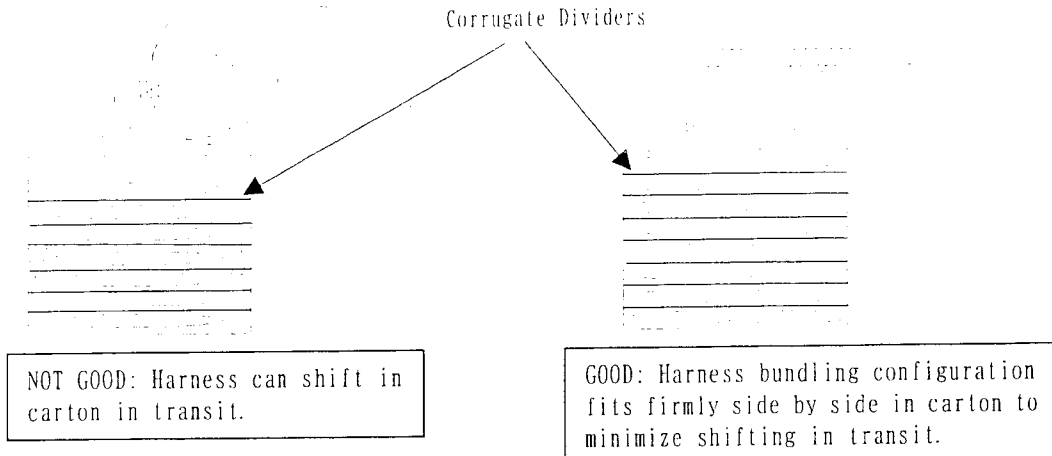 Corrugate Dividers
NOT GOOD: Harness can shift in
carton in transit.
GOOD: Harness bundling configuration
fits firmly side by side in carton to
minimize shifting in transit.